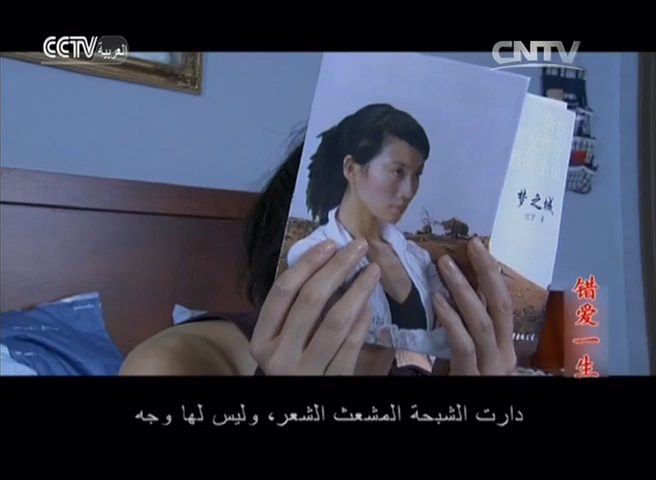 CCTV العربية
CNTV
梦之城
错爱一生
دارت الشبحة المشعث الشعر، وليس لها وجه